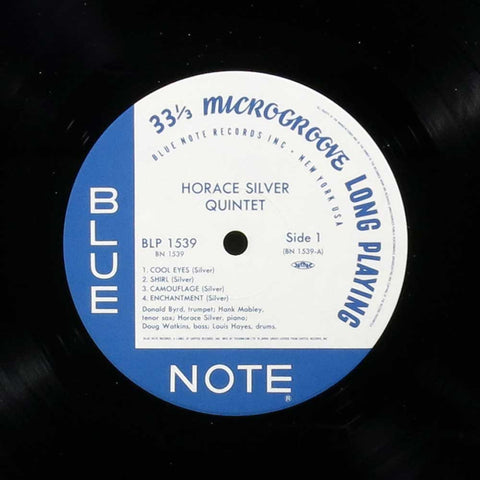 33 1/3 MICROGROOVE LONG PLAYING
BLUE NOTE RECORDS INC • NEW YORK USA
HORACE SILVER
QUINTET
BLP 1539
BN 1539
Side 1
(BN 1539-A)
1. COOL EYES (Silver)
2. SHIRL (Silver)
3. CAMOUFLAGE (Silver)
4. ENCHANTMENT (Silver)
Donald Byrd, trumpet; Hank Mobley,
tenor sax; Horace Silver, piano;
Doug Watkins, bass; Louis Hayes, drums.
BLUE
NOTE®